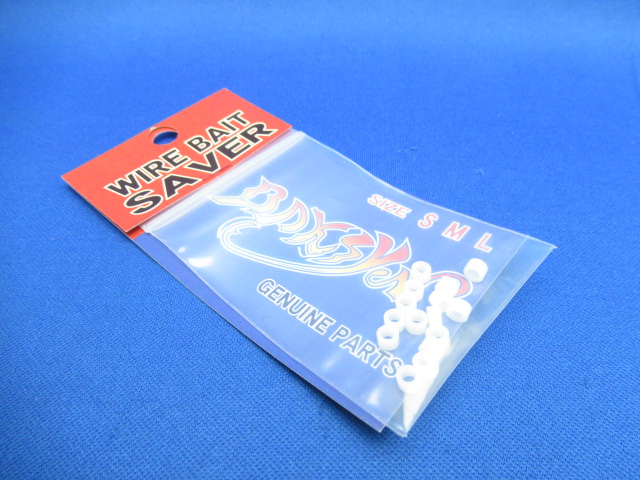 WIRE BAIT
SAVER
SIZE S M L
GENUINE PARTS